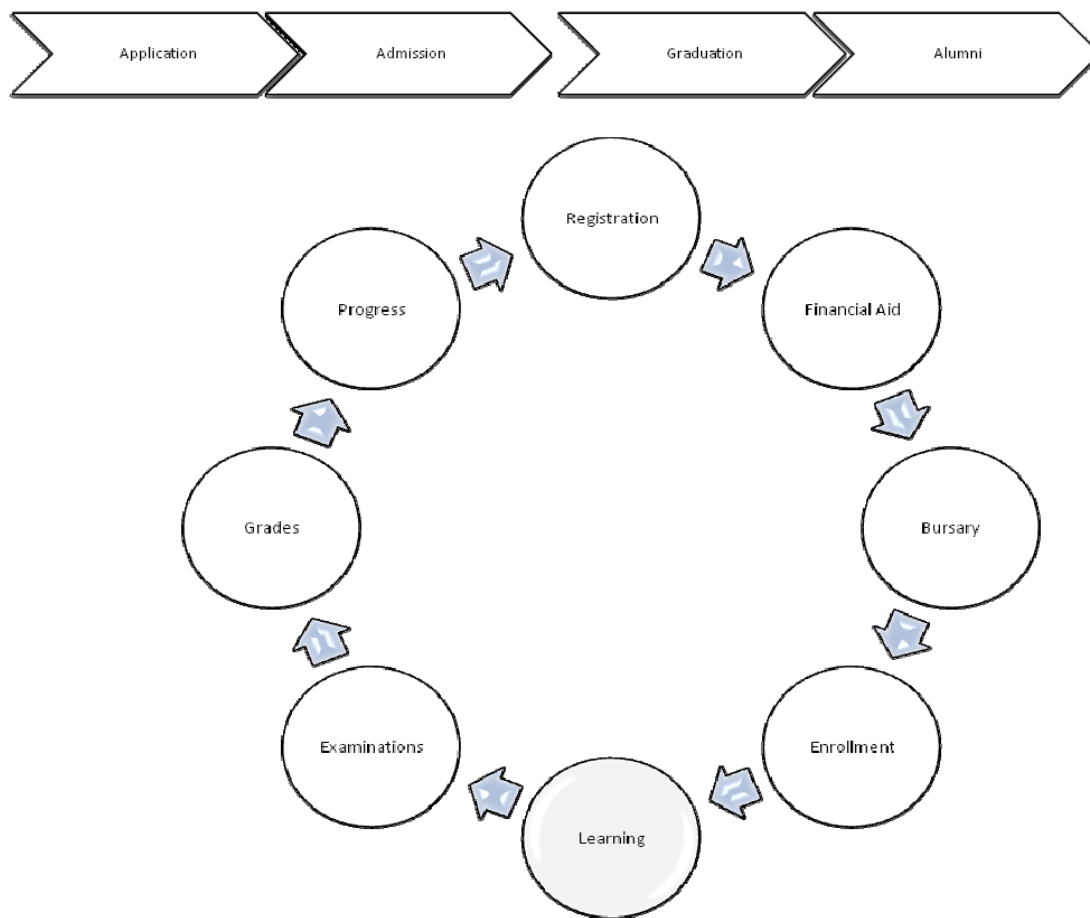 Application
Admission
Graduation
Alumni
Registration
Financial Aid
Bursary
Enrollment
Learning
Examinations
Grades
Progress